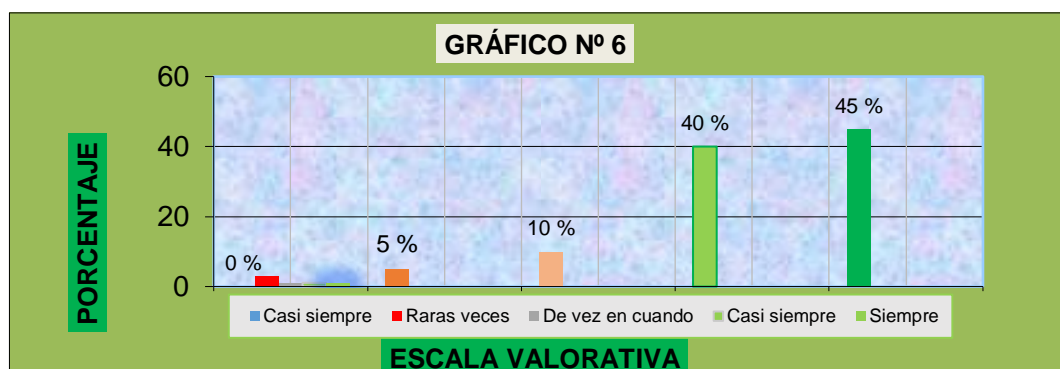 GRÁFICO Nº 6
60
40
20
0
PORCENTAJE
0 %
5 %
10 %
40 %
45 %
Casi siempre Raras veces De vez en cuando Casi siempre Siempre
ESCALA VALORATIVA